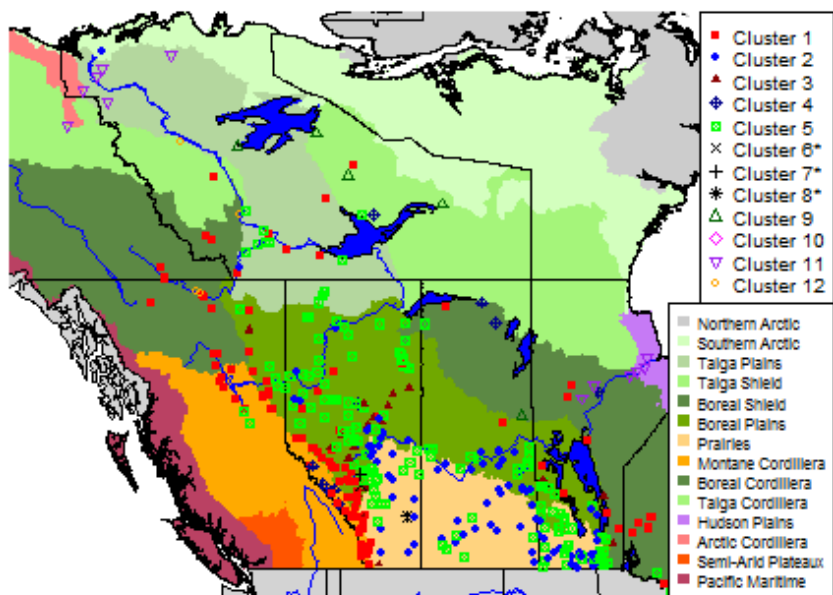 Cluster 1
Cluster 2
Cluster 3
Cluster 4
Cluster 5
Cluster 6*
Cluster 7*
Cluster 8*
Cluster 9
Cluster 10
Cluster 11
Cluster 12
Northern Arctic
Southern Arctic
Taiga Plains
Taiga Shield
Boreal Shield
Boreal Plains
Prairies
Montane Cordillera
Boreal Cordillera
Taiga Cordillera
Hudson Plains
Arctic Cordillera
Semi-Arid Plateaux
Pacific Maritime